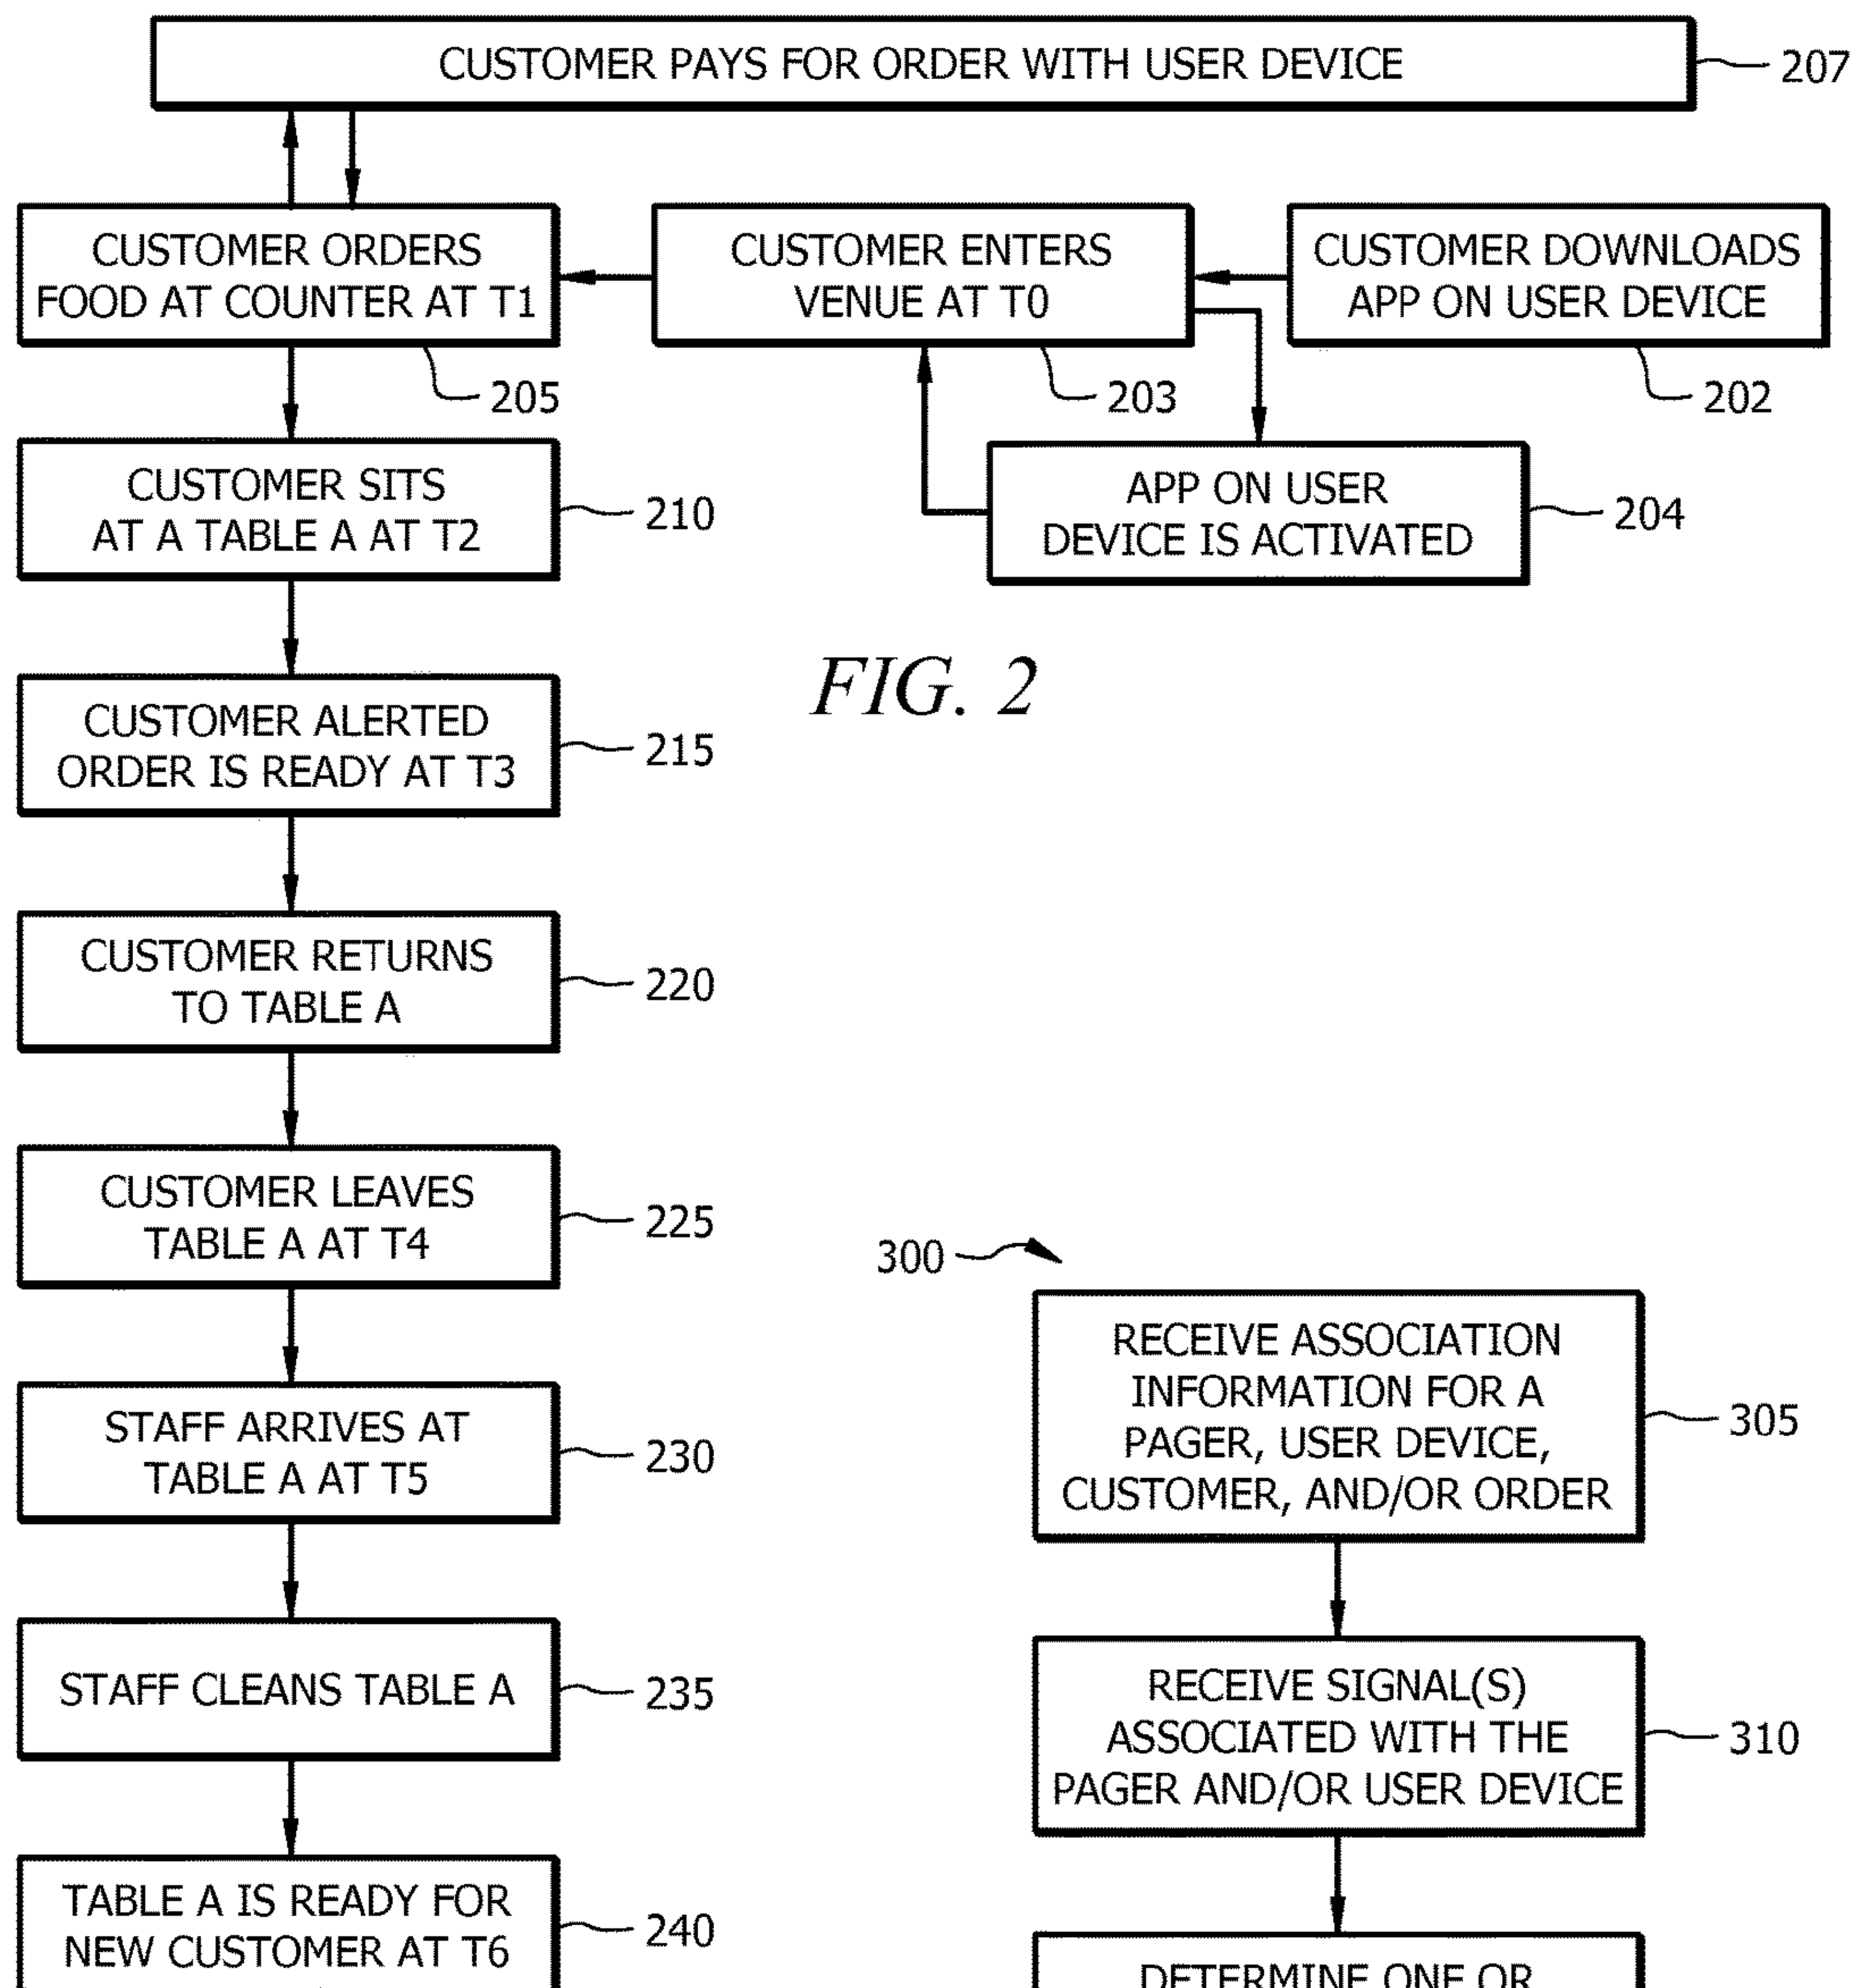 CUSTOMER PAYS FOR ORDER WITH USER DEVICE
207
CUSTOMER ORDERS
FOOD AT COUNTER AT T1
205
CUSTOMER ENTERS
VENUE AT T0
203
CUSTOMER DOWNLOADS
APP ON USER DEVICE
202
APP ON USER
DEVICE IS ACTIVATED
204
CUSTOMER SITS
AT A TABLE A AT T2
210
FIG. 2
CUSTOMER ALERTED
ORDER IS READY AT T3
215
CUSTOMER RETURNS
TO TABLE A
220
CUSTOMER LEAVES
TABLE A AT T4
225
STAFF ARRIVES AT
TABLE A AT T5
230
STAFF CLEANS TABLE A
235
TABLE A IS READY FOR
NEW CUSTOMER AT T6
240
300
RECEIVE ASSOCIATION
INFORMATION FOR A
PAGER, USER DEVICE,
CUSTOMER, AND/OR ORDER
305
RECEIVE SIGNAL(S)
ASSOCIATED WITH THE
PAGER AND/OR USER DEVICE
310
DETERMINE ONE OR